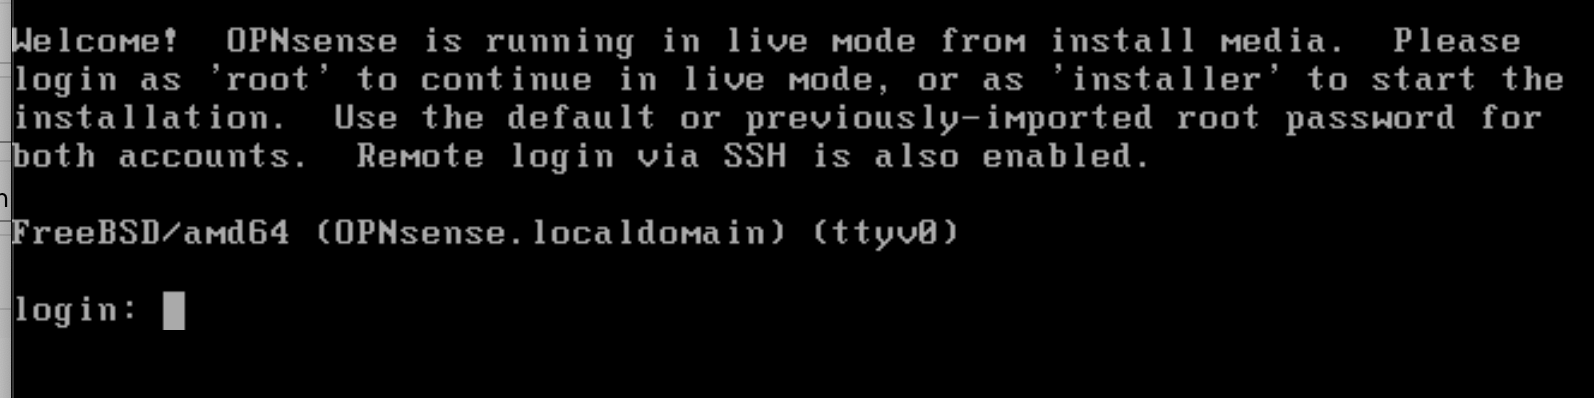 Welcome!  OPNsense is running in live mode from install media.  Please
login as 'root' to continue in live mode, or as 'installer' to start the
installation.  Use the default or previously-imported root password for
both accounts.  Remote login via SSH is also enabled.
FreeBSD/amd64 (OPNsense.localdomain) (ttyv0)
login: